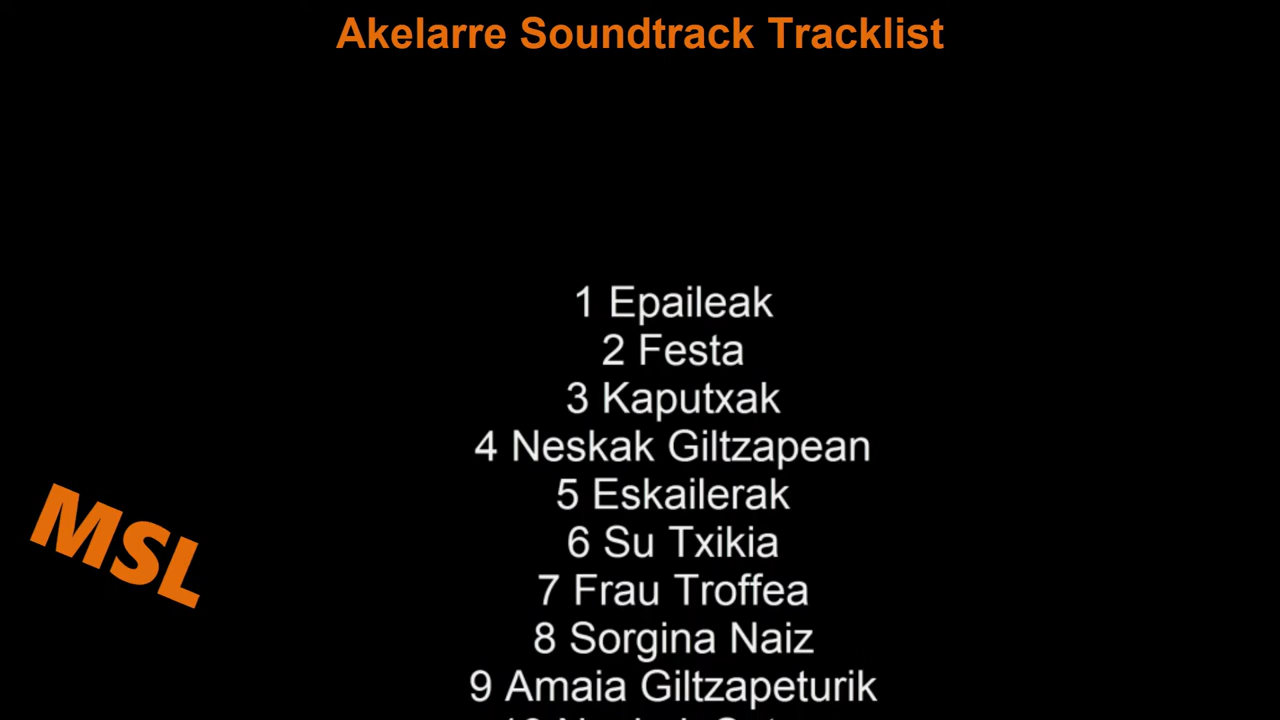 Akelarre Soundtrack Tracklist
1 Epaileak
2 Festa
3 Kaputxak
4 Neskak Giltzapean
5 Eskailerak
6 Su Txikia
7 Frau Troffea
8 Sorgina Naiz
9 Amaia Giltzapeturik
MSL